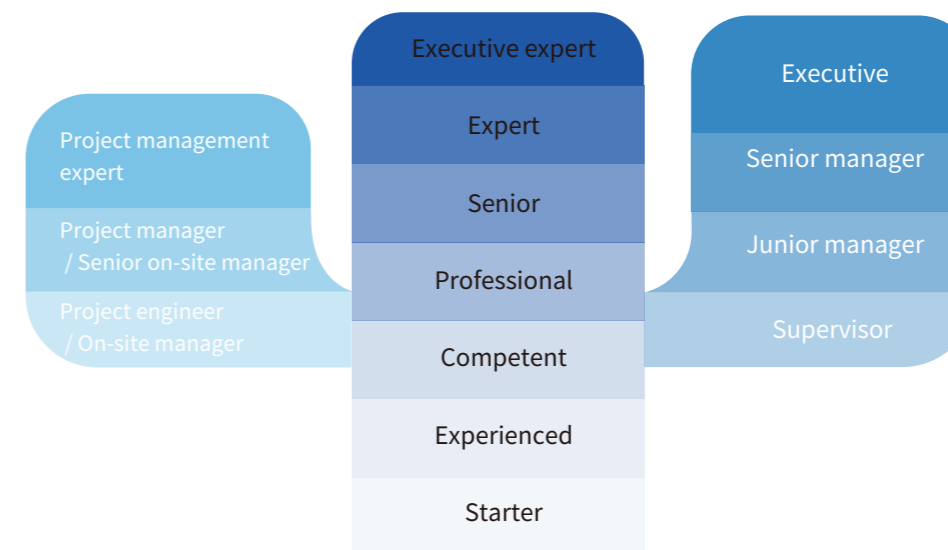 Project management
expert
Project manager
/ Senior on-site manager
Project engineer
/ On-site manager
Executive expert
Expert
Senior
Professional
Competent
Experienced
Starter
Executive
Senior manager
Junior manager
Supervisor